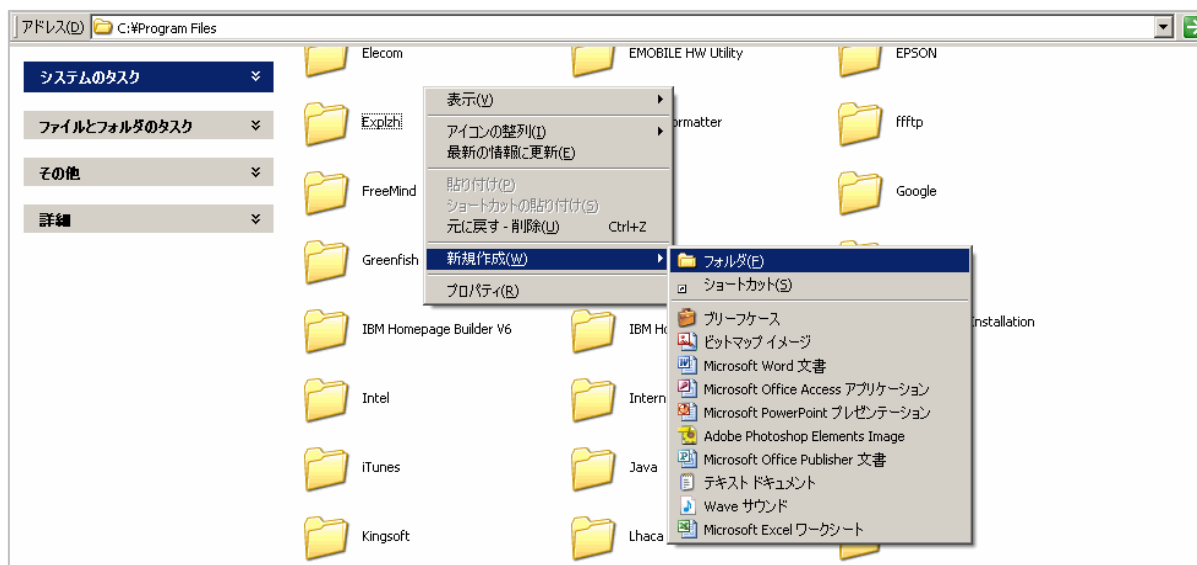 アドレス(D) C:¥Program Files
システムのタスク
ファイルとフォルダのタスク
その他
詳細
Elecom
EMOBILE HW Utility
EPSON
Explzh
ormatter
ffftp
FreeMind
Google
Greenfish
IBM Homepage Builder V6
IBM Ho
Installation
Intel
Intern
iTunes
Java
Kingsoft
Lhaca
表示(V)
アイコンの整列(I)
最新の情報に更新(E)
貼り付け(P)
ショートカットの貼り付け(S)
元に戻す - 削除(U) Ctrl+Z
新規作成(W)
プロパティ(R)
フォルダ(F)
ショートカット(S)
ブリーフケース
ビットマップ イメージ
Microsoft Word 文書
Microsoft Office Access アプリケーション
Microsoft PowerPoint プレゼンテーション
Adobe Photoshop Elements Image
Microsoft Office Publisher 文書
テキスト ドキュメント
Wave サウンド
Microsoft Excel ワークシート